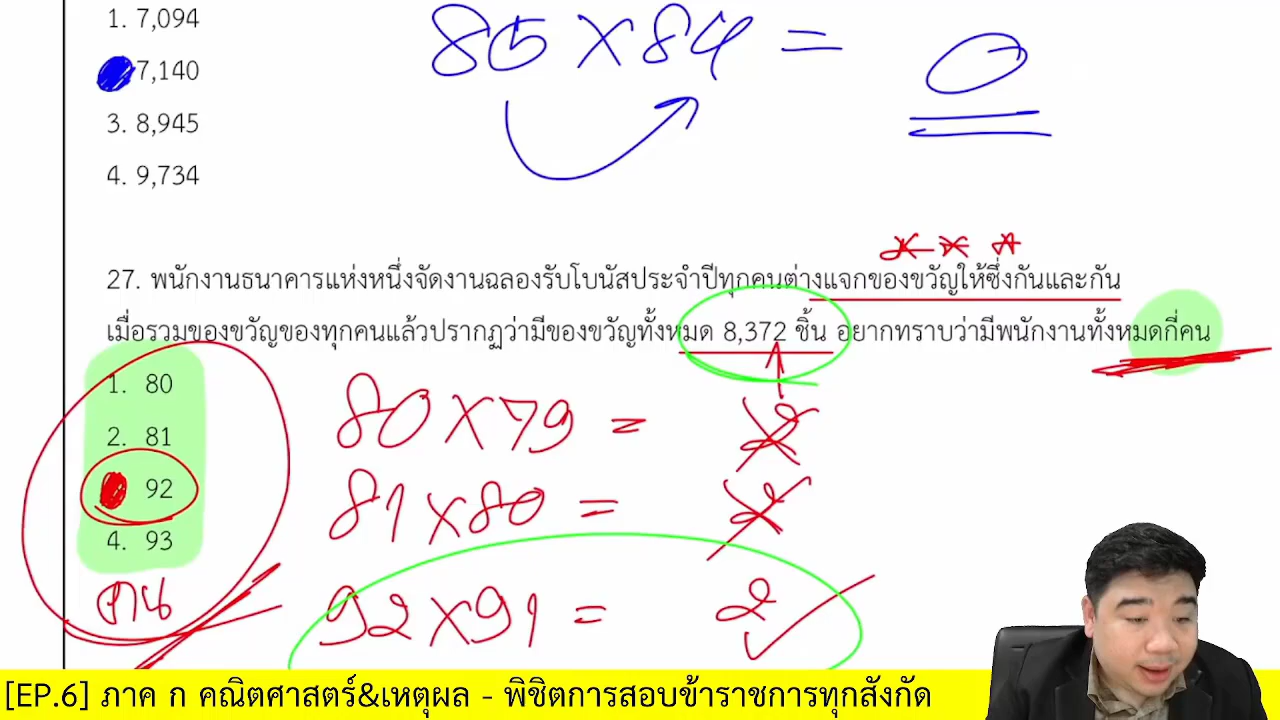 1. 7,094
7,140
3. 8,945
4. 9,734
85 × 84 = 0
27. พนักงานธนาคารแห่งหนึ่งจัดงานฉลองรับโบนัสประจำปีทุกคนต่างแจกของขวัญให้ซึ่งกันและกัน
เมื่อรวมของขวัญของทุกคนแล้วปรากฏว่ามีของขวัญทั้งหมด 8,372 ชิ้น อยากทราบว่ามีพนักงานทั้งหมดกี่คน
1. 80
2. 81
92
4. 93
คน
80 × 79 =
81 × 80 =
92 × 91 = 2
[EP.6] ภาค ก คณิตศาสตร์&เหตุผล - พิชิตการสอบข้าราชการทุกสังกัด